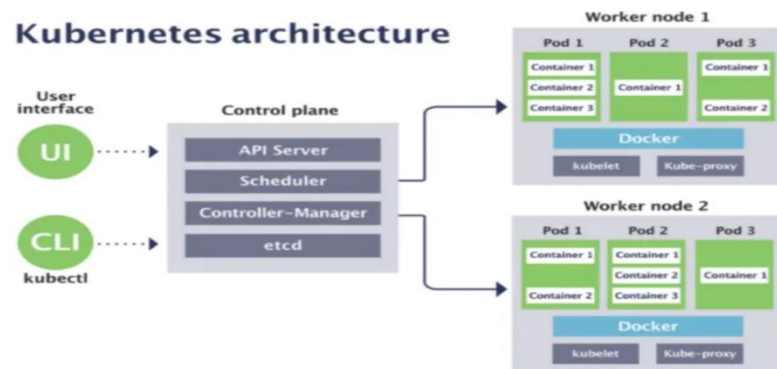 Kubernetes architecture
User
interface
UI
CLI
kubectl
Control plane
API Server
Scheduler
Controller-Manager
etcd
Worker node 1
Pod 1
Container 1
Container 2
Container 3
Pod 2
Container 1
Pod 3
Container 1
Container 2
Docker
kubelet
Kube-proxy
Worker node 2
Pod 1
Container 1
Container 2
Pod 2
Container 1
Container 2
Container 3
Pod 3
Container 1
Docker
kubelet
Kube-proxy